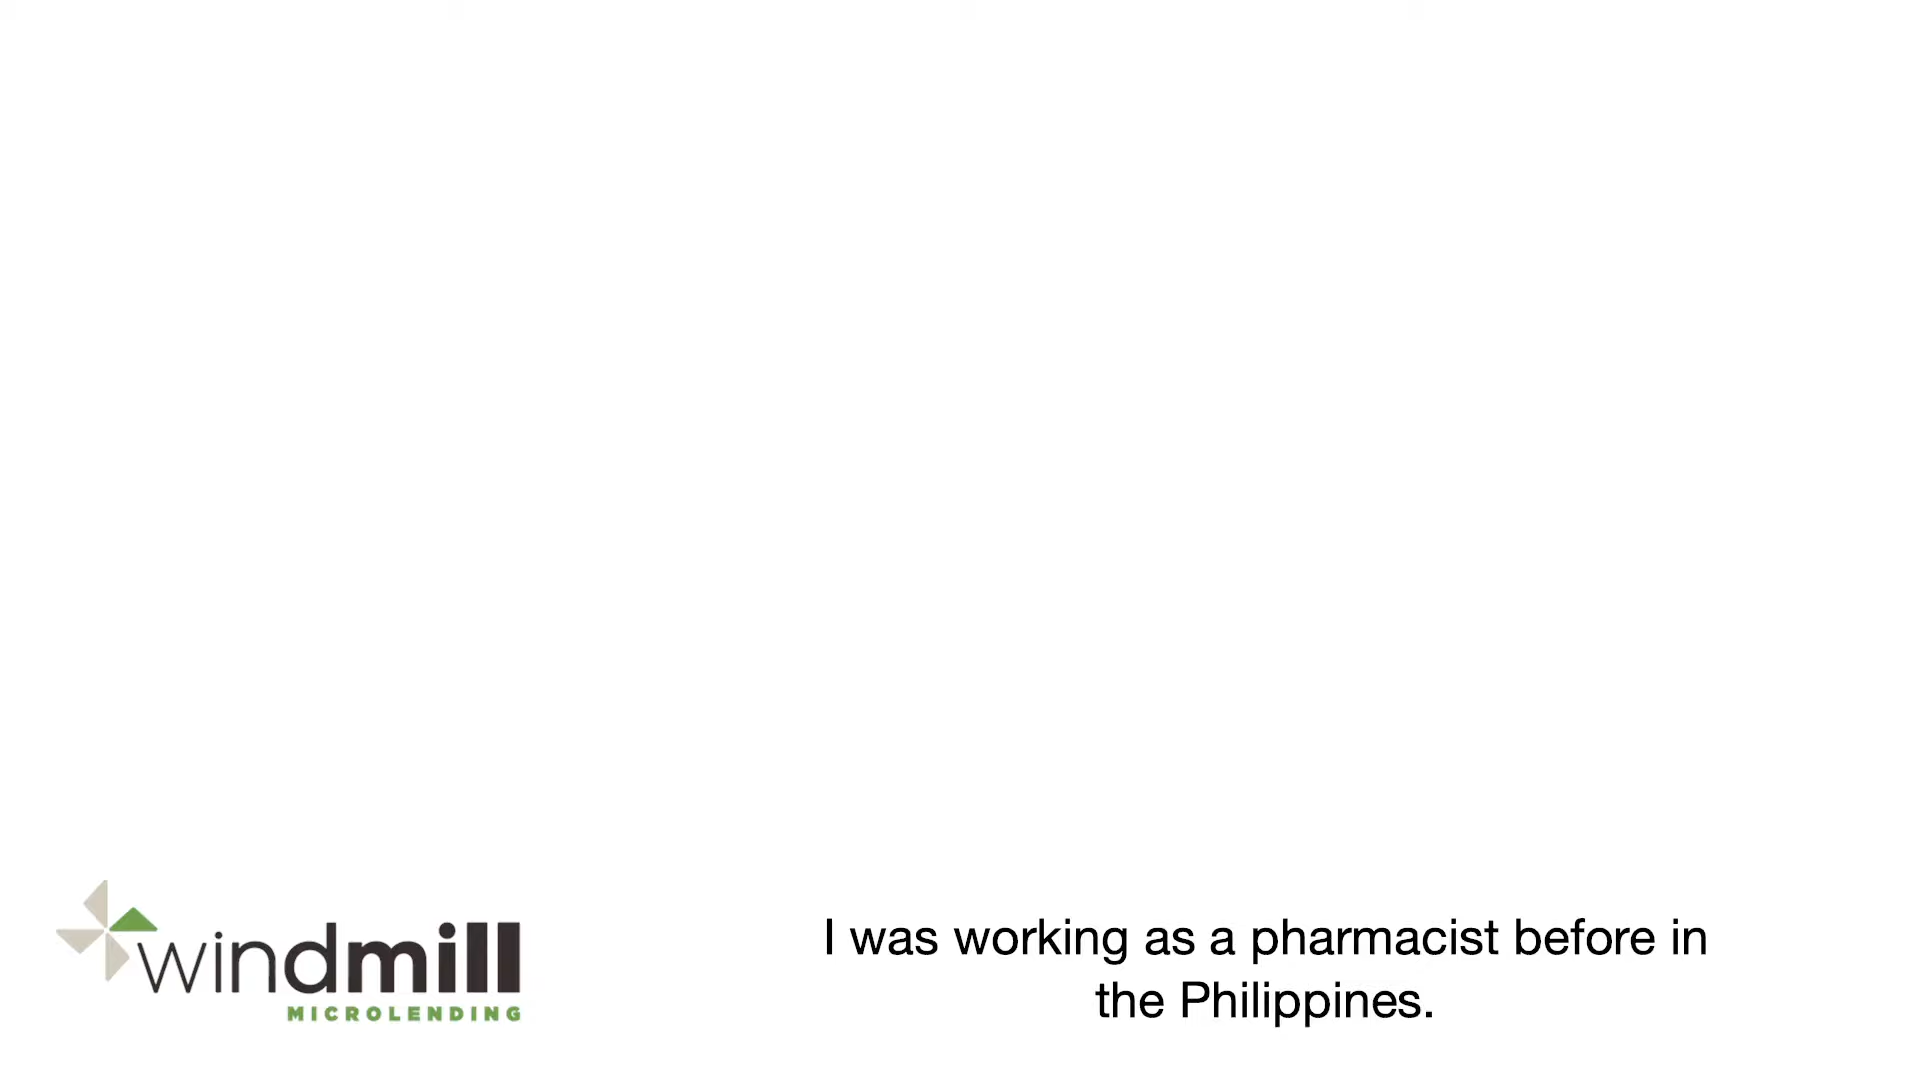 windmill
MICROLENDING
I was working as a pharmacist before in
the Philippines.